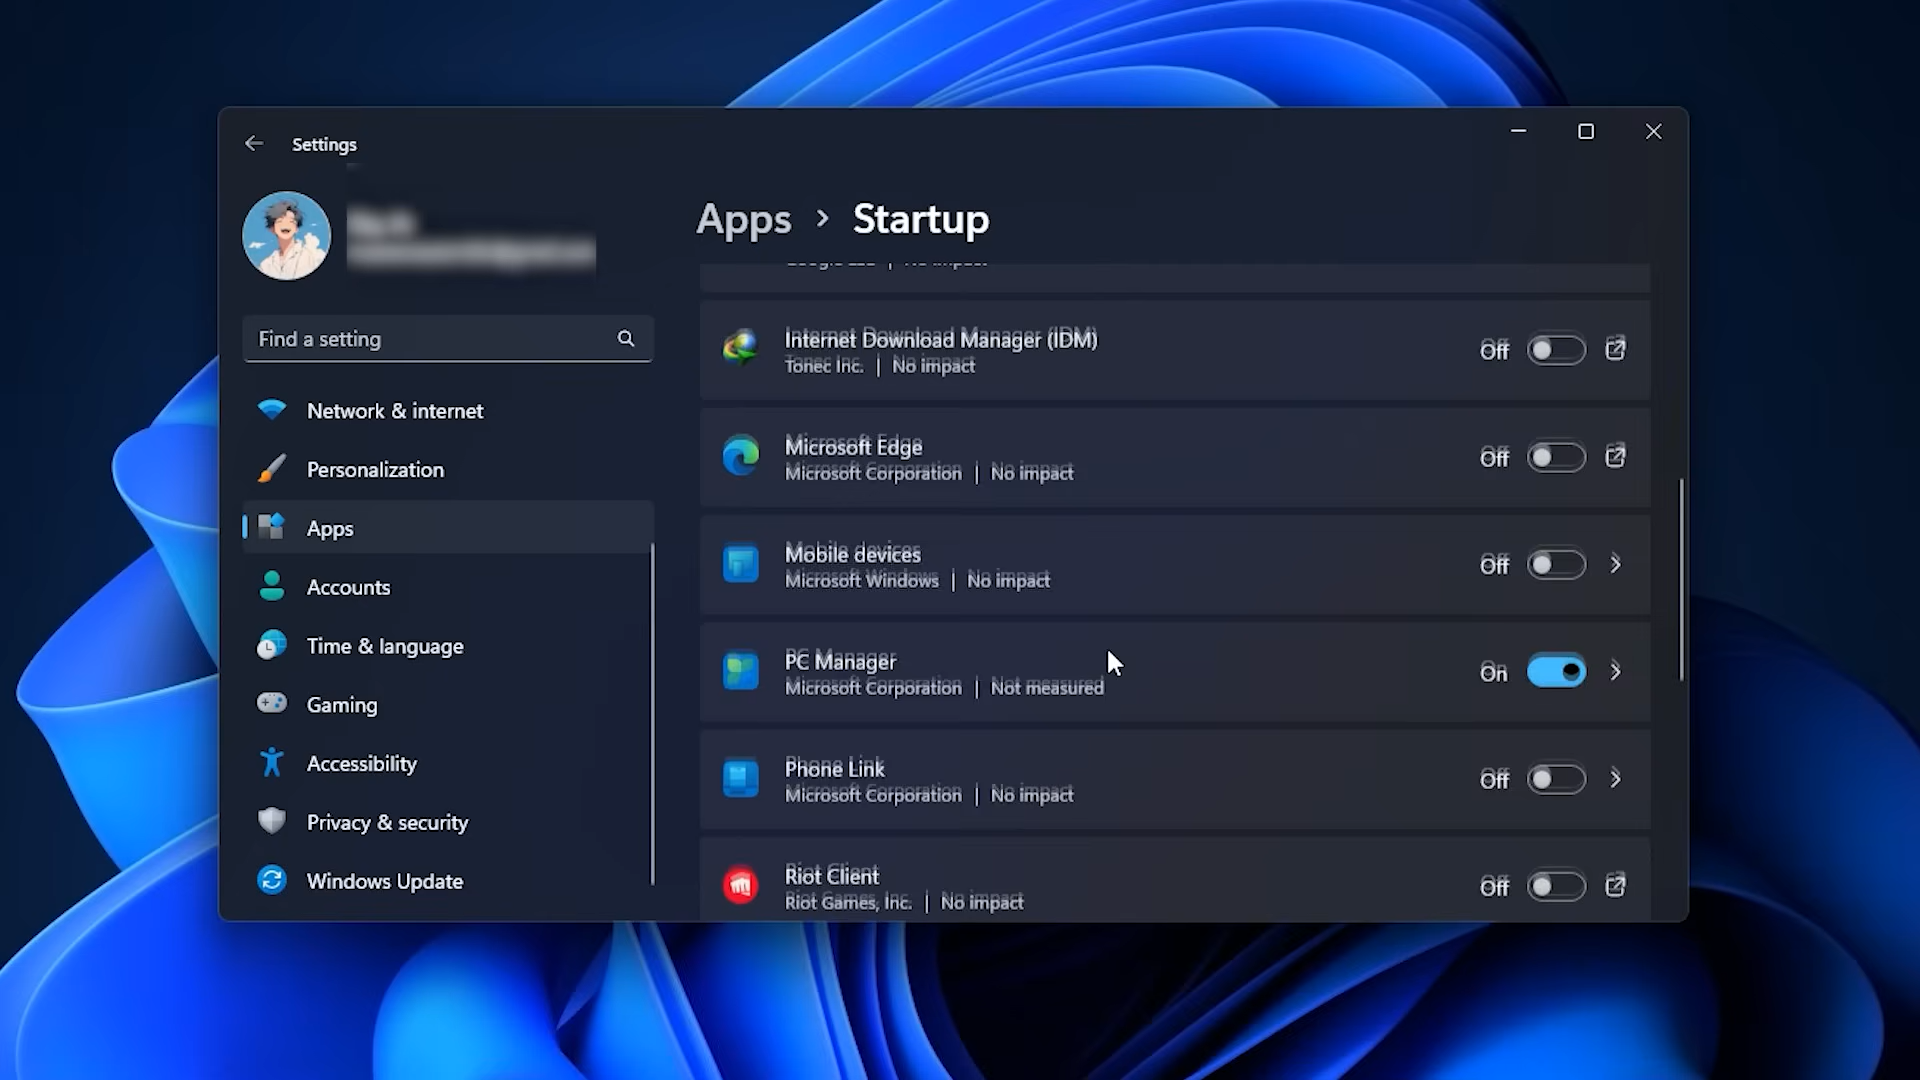 Settings
Apps > Startup
Find a setting
Network & internet
Personalization
Apps
Accounts
Time & language
Gaming
Accessibility
Privacy & security
Windows Update
No impact
Internet Download Manager (IDM)
Tonec Inc. | No impact
Off
Microsoft Edge
Microsoft Corporation | No impact
Off
Mobile devices
Microsoft Windows | No impact
Off
PC Manager
Microsoft Corporation | Not measured
On
Phone Link
Microsoft Corporation | No impact
Off
Riot Client
Riot Games, Inc. | No impact
Off